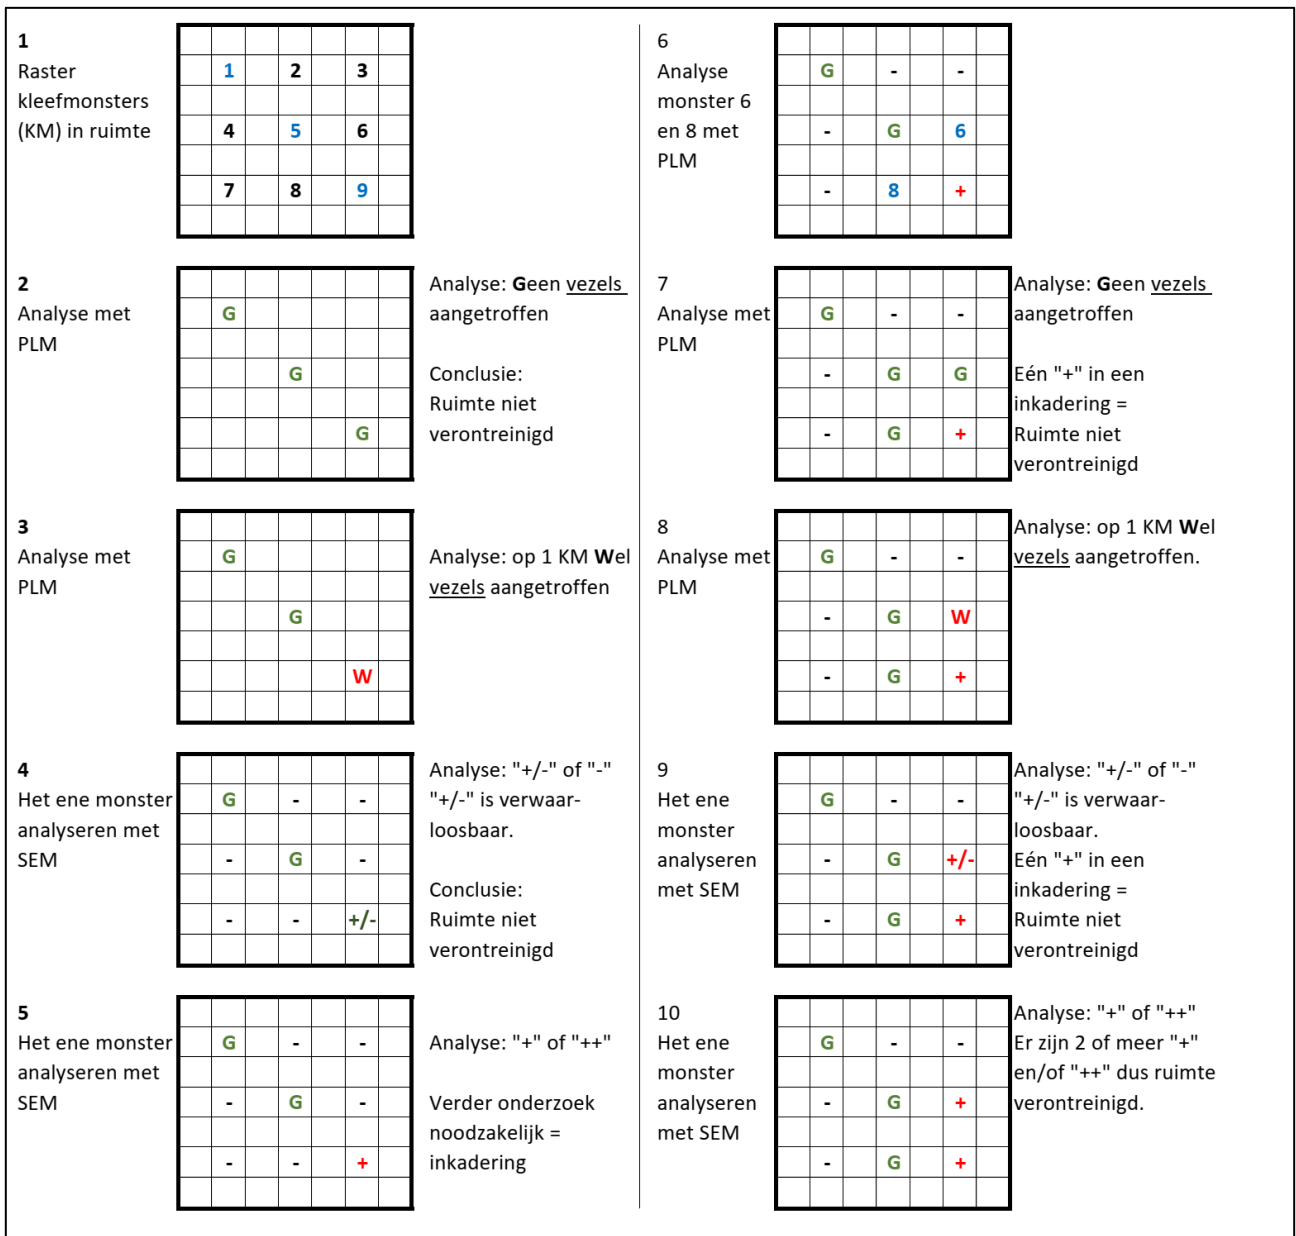 1
Raster
kleefmonsters
(KM) in ruimte
1 2 3
4 5 6
7 8 9
2
Analyse met
PLM
G
G
G
Analyse: Geen vezels
aangetroffen
Conclusie:
Ruimte niet
verontreinigd
3
Analyse met
PLM
G
G
W
Analyse: op 1 KM Wel
vezels aangetroffen
4
Het ene monster
analyseren met
SEM
G - -
- G -
- - +/-
Analyse: "+/-" of "-"
"+/-" is verwaar-
loosbaar.
Conclusie:
Ruimte niet
verontreinigd
5
Het ene monster
analyseren met
SEM
G - -
- G -
- - +
Analyse: "+" of "++"
Verder onderzoek
noodzakelijk =
inkadering
6
Analyse
monster 6
en 8 met
PLM
G - -
- G 6
- 8 +
7
Analyse met
PLM
G - -
- G G
- G +
Analyse: Geen vezels
aangetroffen
Eén "+" in een
inkadering =
Ruimte niet
verontreinigd
8
Analyse met
PLM
G - -
- G W
- G +
Analyse: op 1 KM Wel
vezels aangetroffen.
9
Het ene
monster
analyseren
met SEM
G - -
- G +/-
- G +
Analyse: "+/-" of "-"
"+/-" is verwaar-
loosbaar.
Eén "+" in een
inkadering =
Ruimte niet
verontreinigd
10
Het ene
monster
analyseren
met SEM
G - -
- G +
- G +
Analyse: "+" of "++"
Er zijn 2 of meer "+"
en/of "++" dus ruimte
verontreinigd.